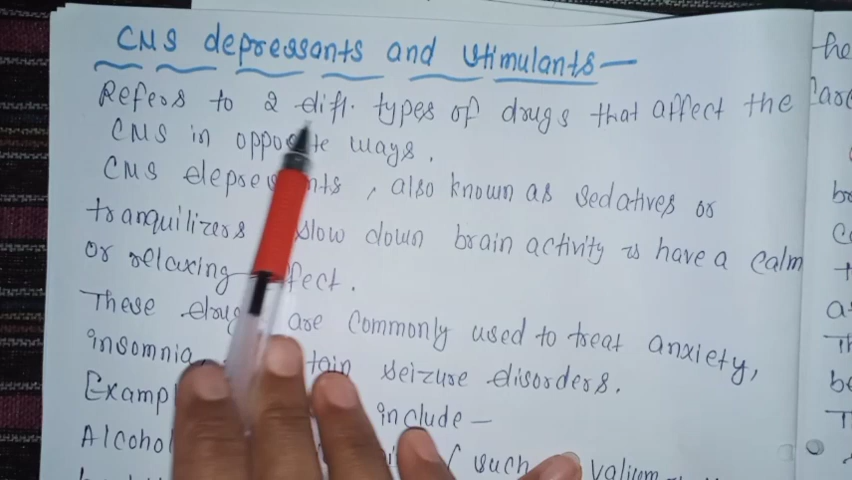 CNS depressants and Stimulants —
Refers to 2 diff. types of drugs that affect the
CNS in opposite ways.
CNS depressants, also known as sedatives or
tranquilizers slow down brain activity & have a calm
or relaxing effect.
These drugs are commonly used to treat anxiety,
insomnia, seizure disorders.
include —
Alcohol such valium